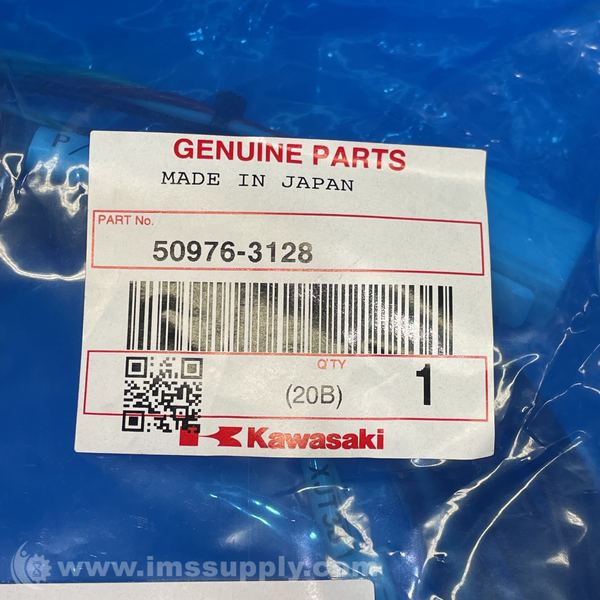 GENUINE PARTS
MADE IN JAPAN
PART No.
50976-3128
Q'TY
(20B)
1
Kawasaki
www.imssupply.com